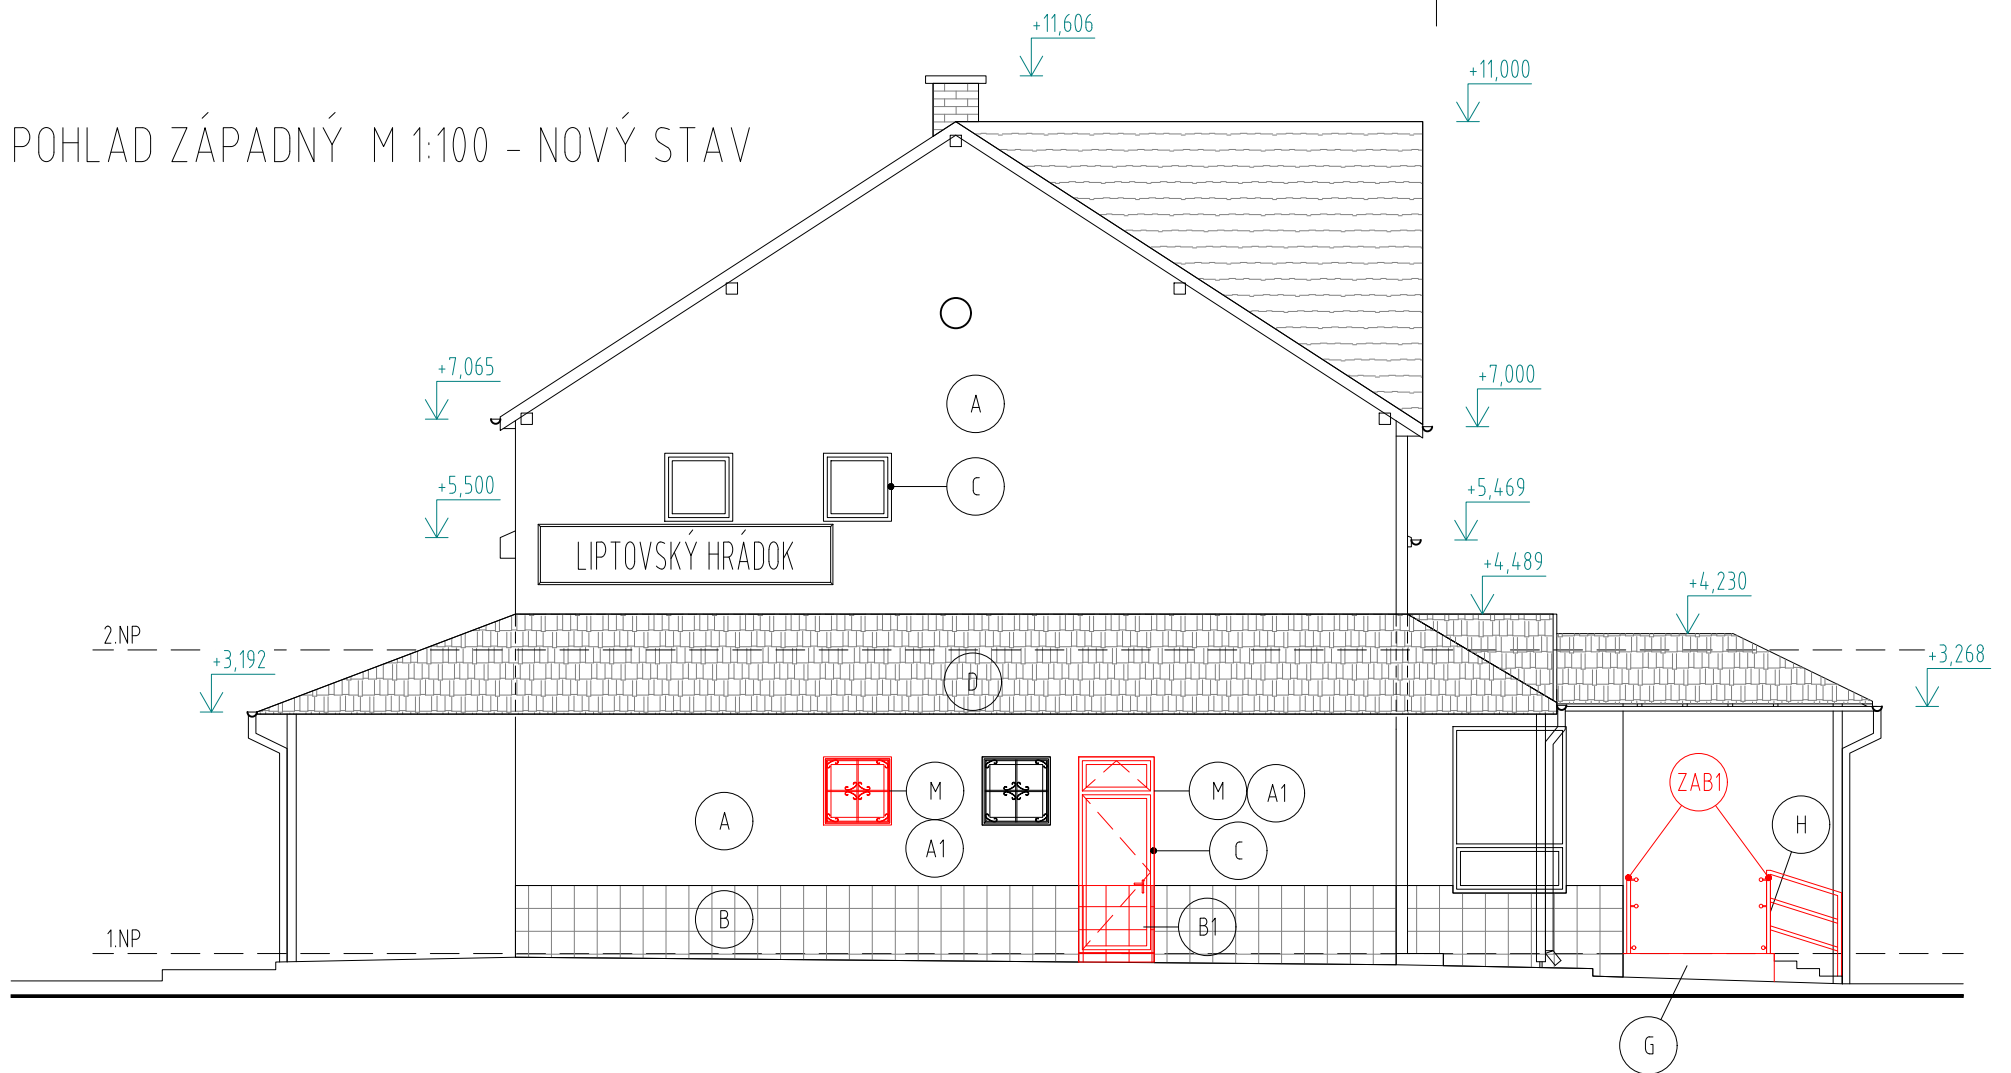 +11,606
+11,000
POHLAD ZÁPADNÝ M 1:100 - NOVÝ STAV
+7,065
+7,000
A
C
+5,500
+5,469
LIPTOVSKÝ HRÁDOK
+4,489
+4,230
2.NP
+3,192
+3,268
D
M
M
A1
ZAB1
A
H
A1
C
B
B1
1.NP
G